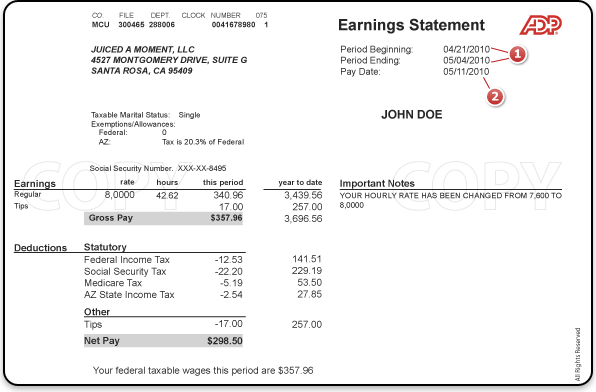 CO. FILE DEPT. CLOCK NUMBER 075
MCU 300465 288006 0041678980 1
Earnings Statement
ADP
JUICED A MOMENT, LLC
4527 MONTGOMERY DRIVE, SUITE G
SANTA ROSA, CA 95409
Period Beginning: 04/21/2010
Period Ending: 05/04/2010
Pay Date: 05/11/2010
1
2
Taxable Marital Status: Single
Exemptions/Allowances:
Federal: 0
AZ: Tax is 20.3% of Federal
JOHN DOE
Social Security Number. XXX-XX-8495
COPY COPY
Earnings rate hours this period year to date
Regular 8,0000 42.62 340.96 3,439.56
Tips 17.00 257.00
Gross Pay $357.96 3,696.56
Important Notes
YOUR HOURLY RATE HAS BEEN CHANGED FROM 7,600 TO
8,0000
Deductions Statutory
Federal Income Tax -12.53 141.51
Social Security Tax -22.20 229.19
Medicare Tax -5.19 53.50
AZ State Income Tax -2.54 27.85
Other
Tips -17.00 257.00
Net Pay $298.50
Your federal taxable wages this period are $357.96
All Rights Reserved